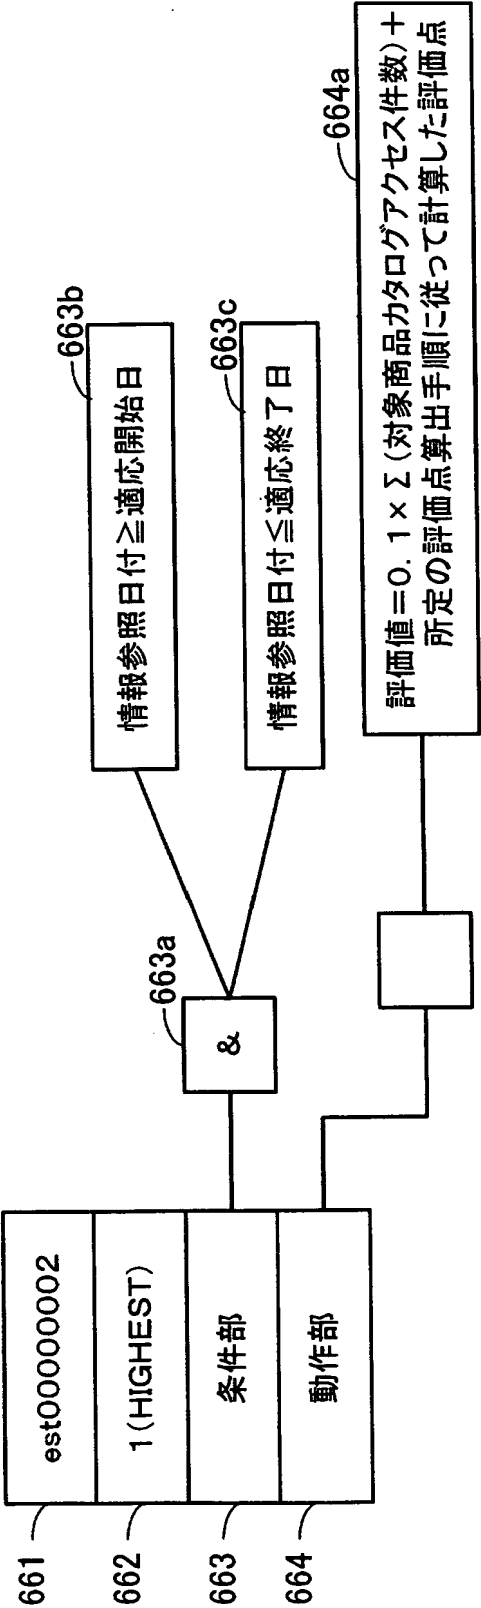 661
est00000002
662
1(HIGHEST)
663
条件部
664
動作部
663a
&
663b
情報参照日付≧適応開始日
663c
情報参照日付≦適応終了日
664a
評価値=0.1×Σ(対象商品カタログアクセス件数)+
所定の評価点算出手順に従って計算した評価点